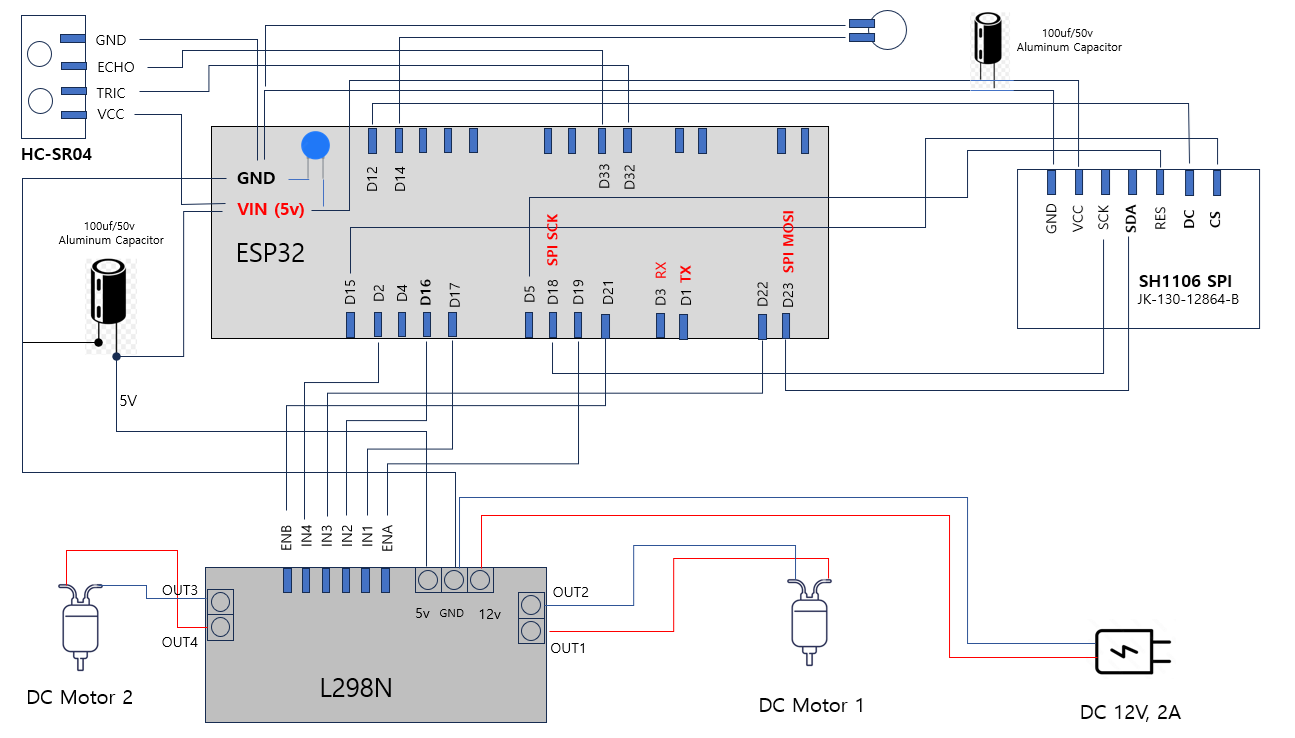 GND
ECHO
TRIC
VCC
HC-SR04
100uf/50v
Aluminum Capacitor
D12
D14
D33
D32
GND
VIN (5v)
ESP32
100uf/50v
Aluminum Capacitor
5V
SPI SCK
SPI MOSI
RX
TX
D15
D2
D4
D16
D17
D5
D18
D19
D21
D3
D1
D22
D23
GND
VCC
SCK
SDA
RES
DC
CS
SH1106 SPI
JK-130-12864-B
ENB
IN4
IN3
IN2
IN1
ENA
OUT3
OUT4
5v
GND
12v
OUT2
OUT1
L298N
DC Motor 2
DC Motor 1
DC 12V, 2A